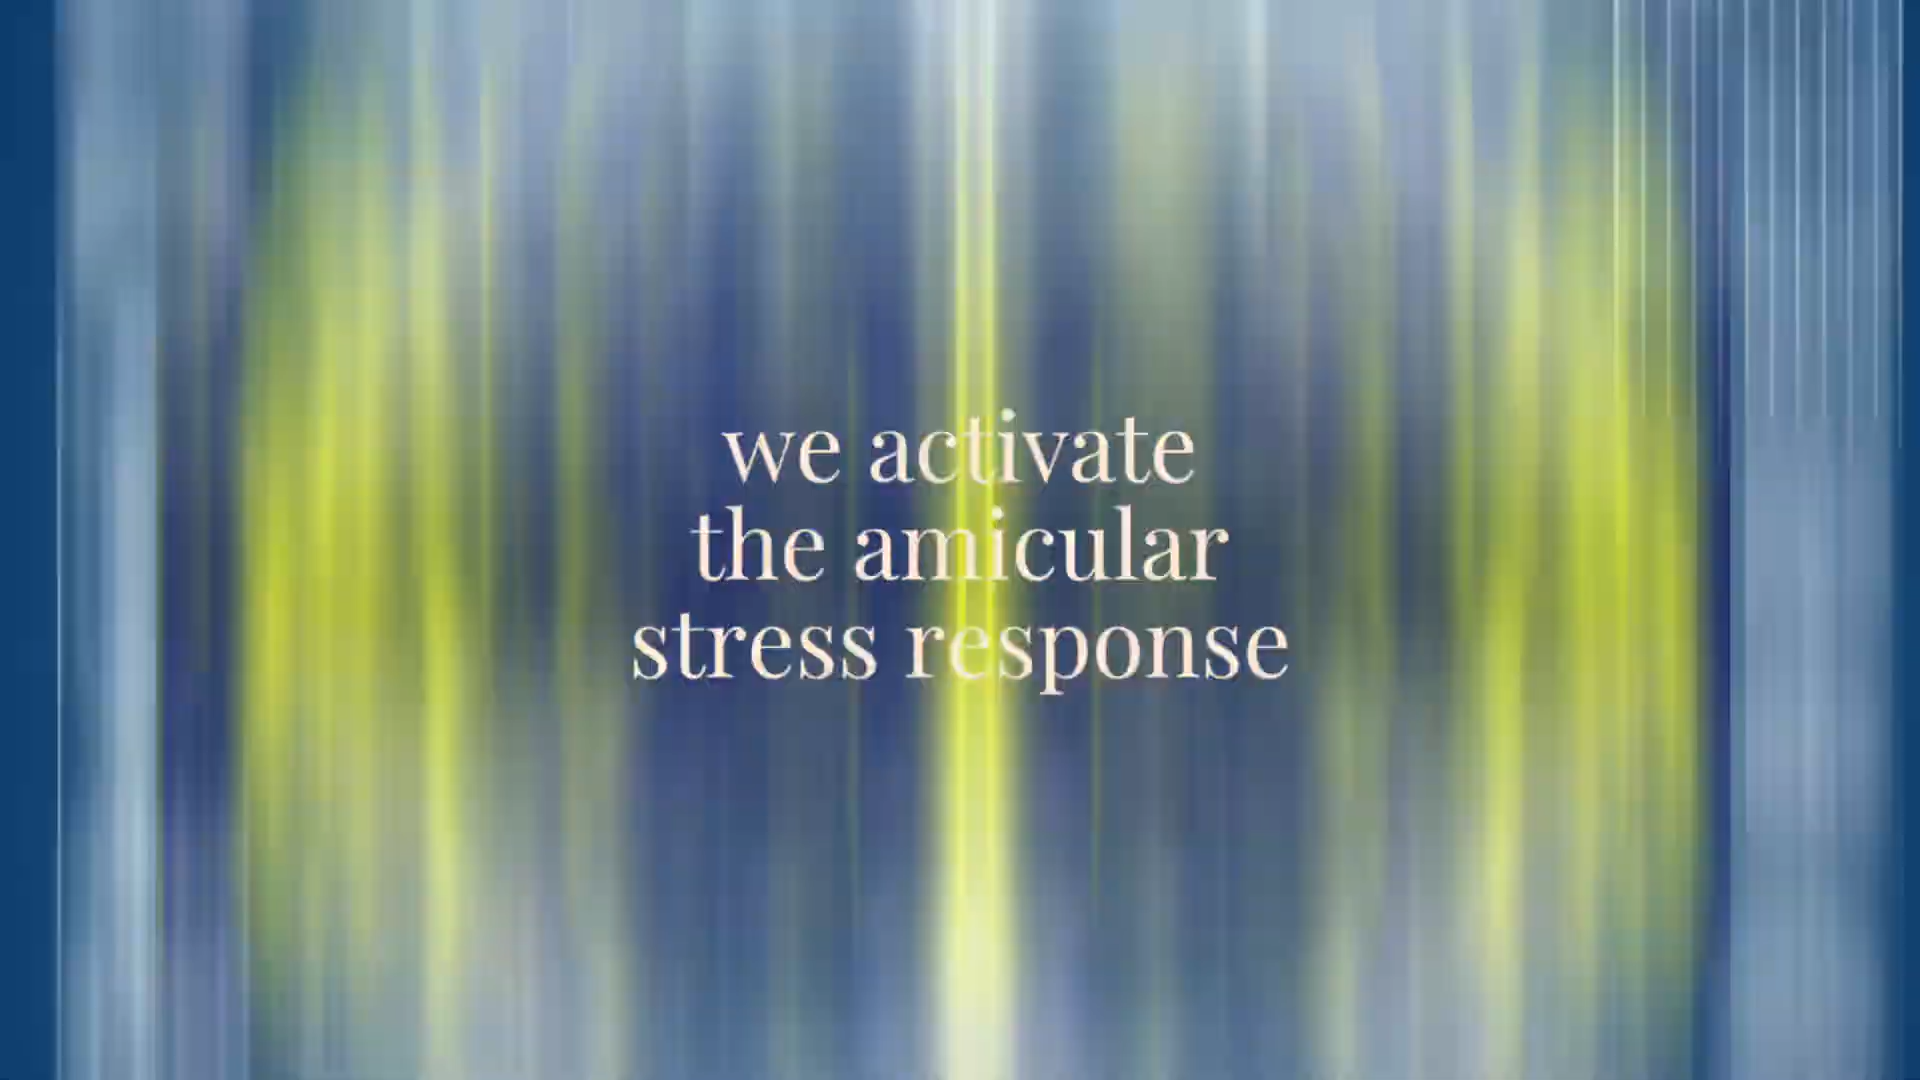 we activate
the amicular
stress response